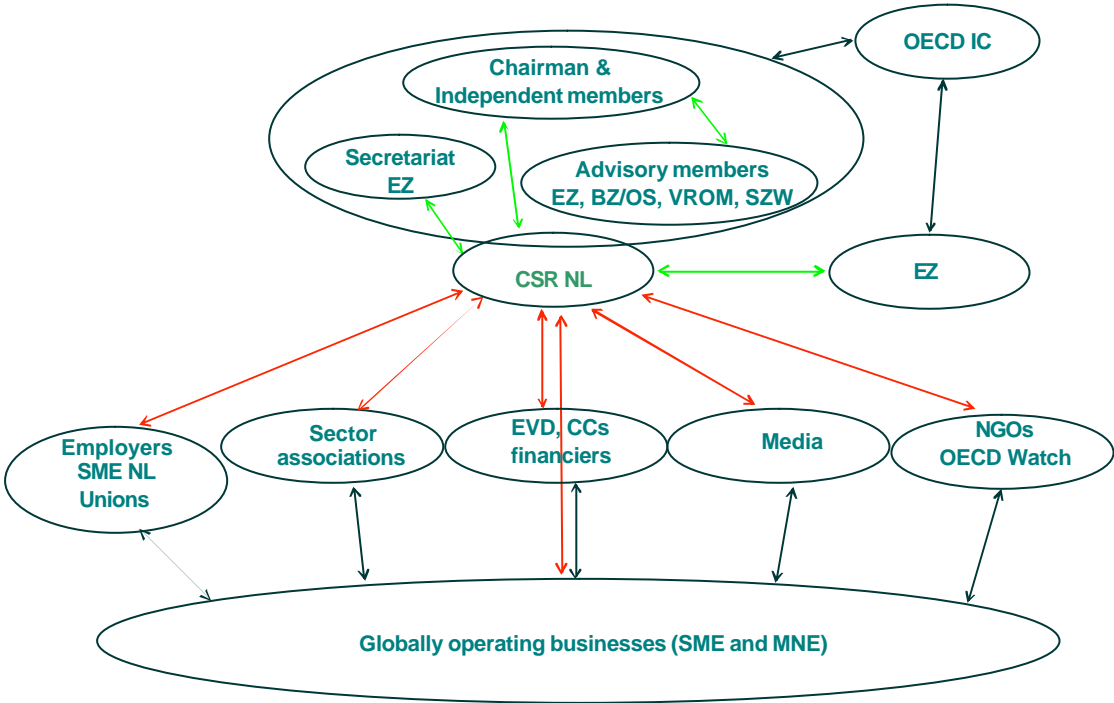 OECD IC
Chairman &
Independent members
Secretariat
EZ
Advisory members
EZ, BZ/OS, VROM, SZW
CSR NL
EZ
Employers
SME NL
Unions
Sector
associations
EVD, CCs
financiers
Media
NGOs
OECD Watch
Globally operating businesses (SME and MNE)